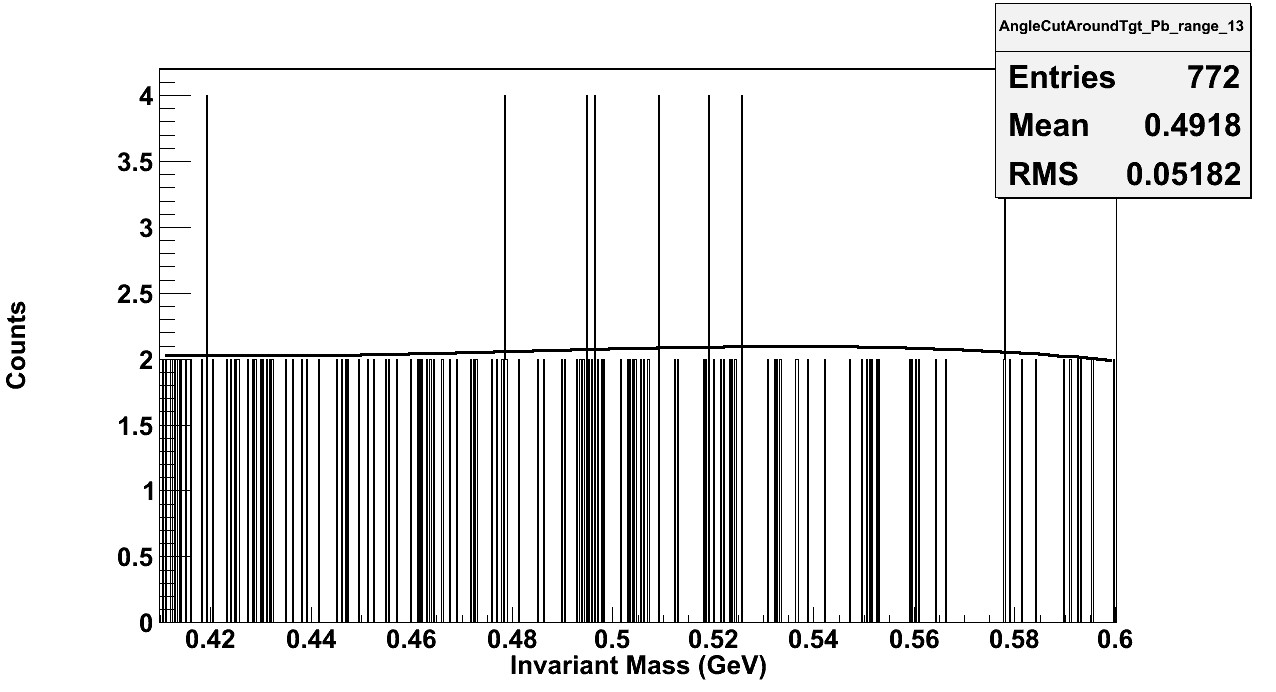 AngleCutAroundTgt_Pb_range_13
Entries 772
Mean 0.4918
RMS 0.05182
Counts
4
3.5
3
2.5
2
1.5
1
0.5
0
0.42 0.44 0.46 0.48 0.5 0.52 0.54 0.56 0.58 0.6
Invariant Mass (GeV)